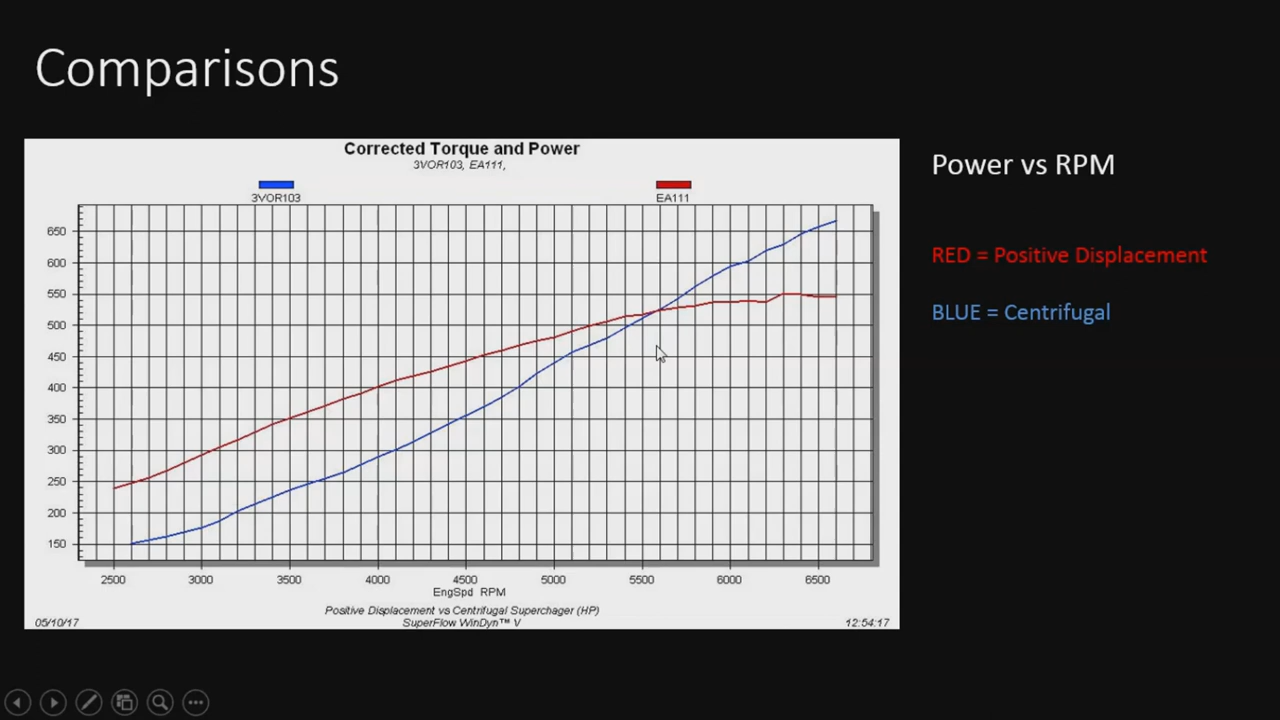 Comparisons
Corrected Torque and Power
3VOR103, EA111,
3VOR103
EA111
650
600
550
500
450
400
350
300
250
200
150
2500 3000 3500 4000 4500 5000 5500 6000 6500
EngSpd RPM
Positive Displacement vs Centrifugal Superchager (HP)
05/10/17 SuperFlow WinDyn™ V 12:54:17
Power vs RPM
RED = Positive Displacement
BLUE = Centrifugal